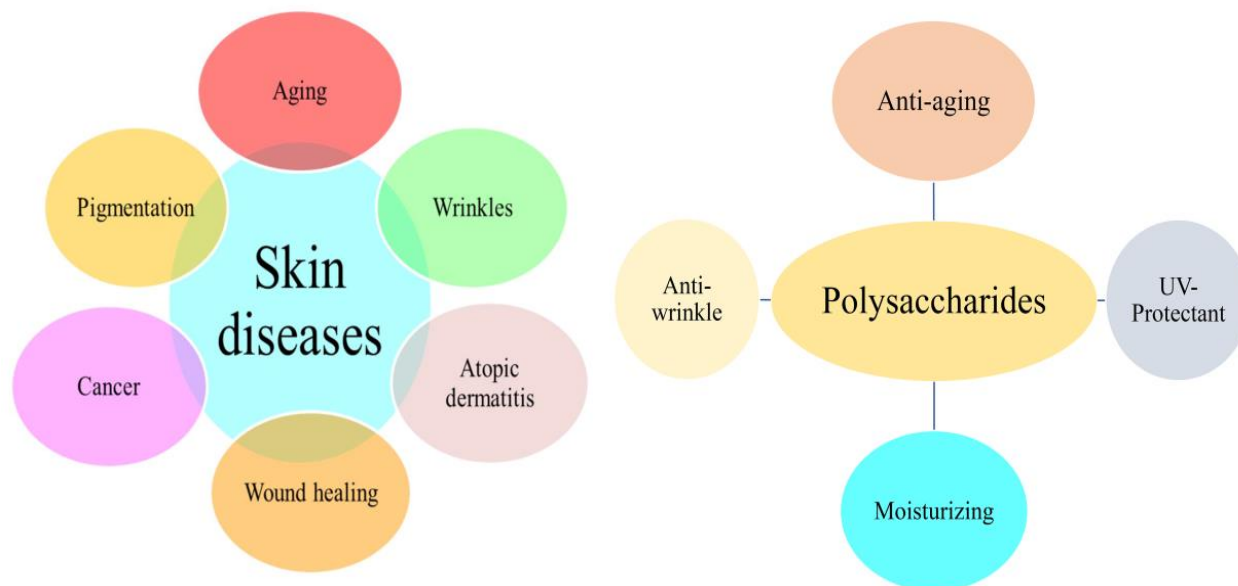 Aging
Pigmentation
Wrinkles
Skin
diseases
Cancer
Atopic
dermatitis
Wound healing
Anti-aging
Anti-
wrinkle
Polysaccharides
UV-
Protectant
Moisturizing